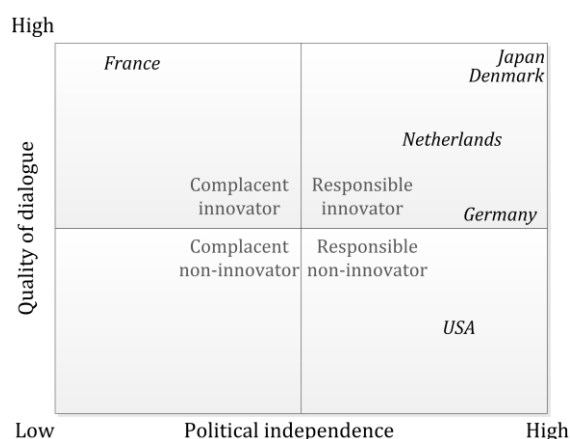 High
France
Japan
Denmark
Netherlands
Complacent
innovator
Responsible
innovator
Germany
Quality of dialogue
Complacent
non-innovator
Responsible
non-innovator
USA
Low
Political independence
High